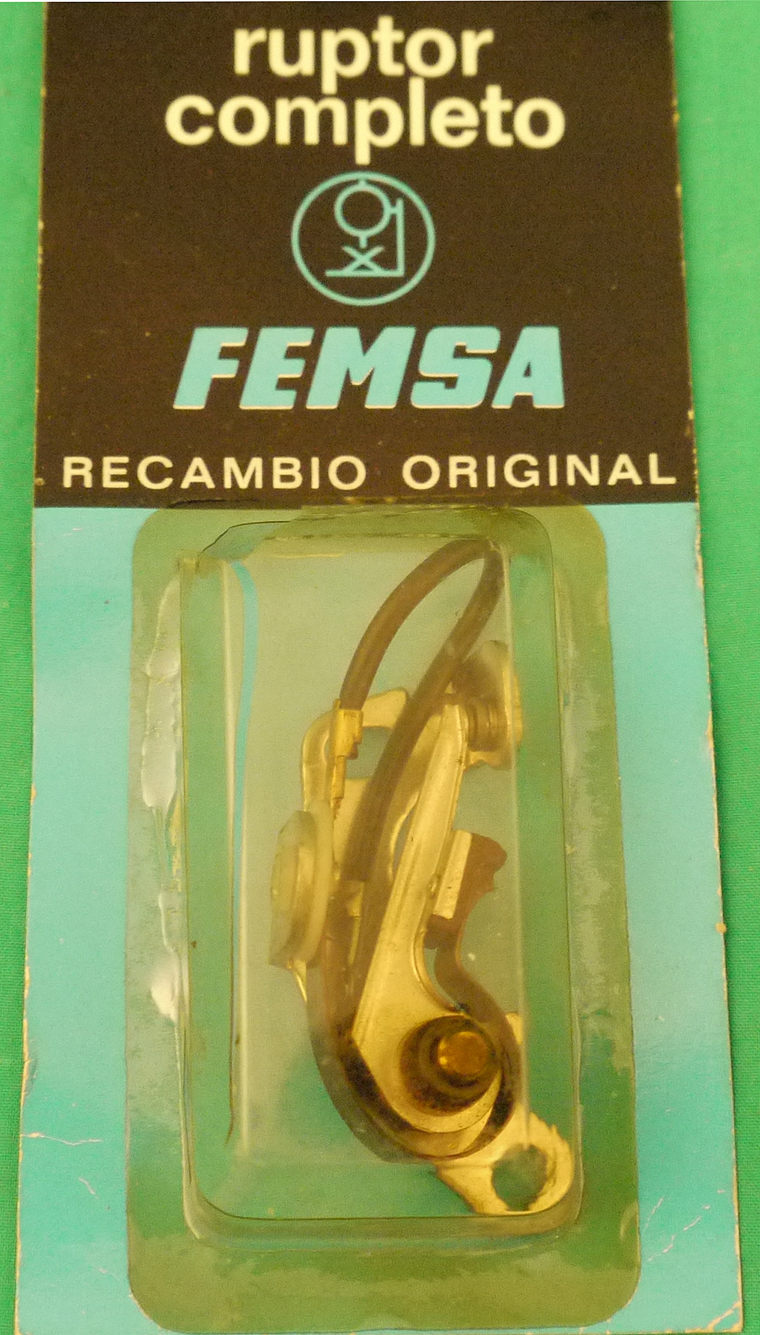 ruptor
completo
FEMSA
RECAMBIO ORIGINAL